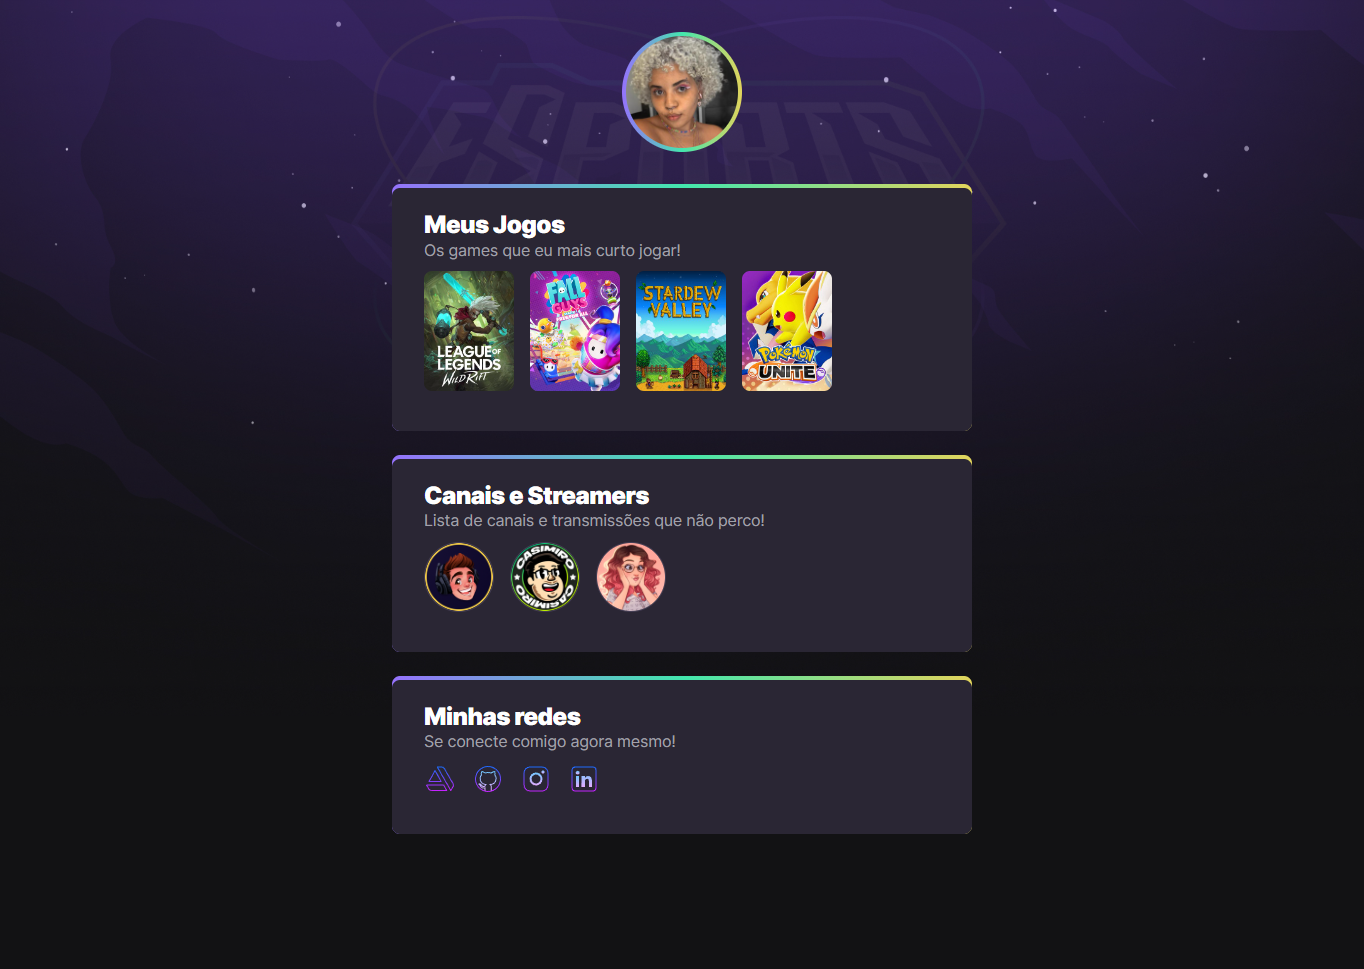 ESPORTS
Meus Jogos
Os games que eu mais curto jogar!
LEAGUE OF
LEGENDS
WILD RIFT
FALL
GUYS
STARDEW
VALLEY
POKÉMON
UNITE
Canais e Streamers
Lista de canais e transmissões que não perco!
CASIMIRO
CASIMIRO
Minhas redes
Se conecte comigo agora mesmo!
in